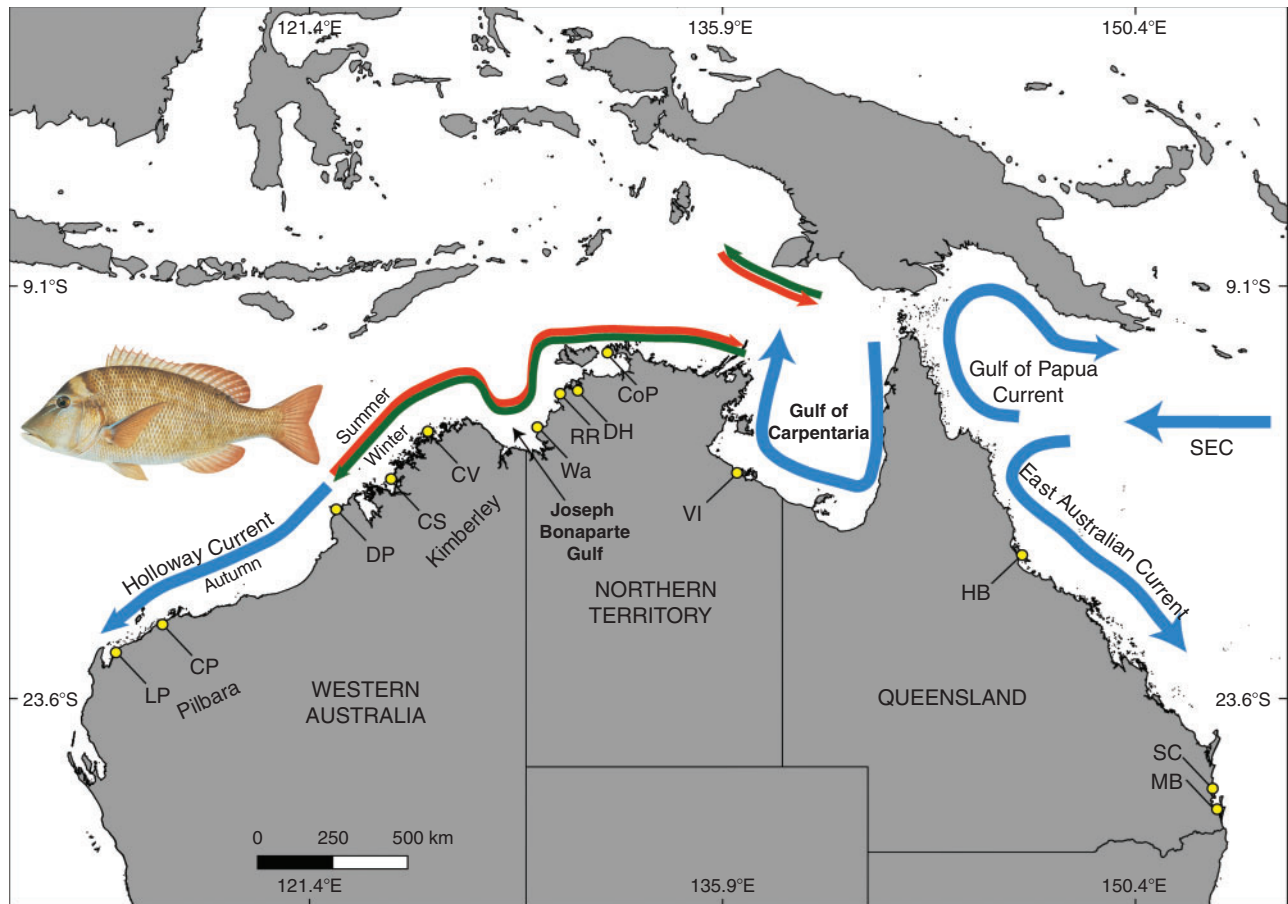 121.4°E
135.9°E
150.4°E
9.1°S
9.1°S
Gulf of Papua
Current
SEC
CoP
RR
DH
Gulf of
Carpentaria
Summer
Winter
CV
Wa
CS
Kimberley
VI
DP
Joseph
Bonaparte
Gulf
East Australian Current
Holloway Current
Autumn
HB
NORTHERN
TERRITORY
CP
LP
Pilbara
WESTERN
AUSTRALIA
QUEENSLAND
23.6°S
23.6°S
SC
MB
0
250
500 km
121.4°E
135.9°E
150.4°E